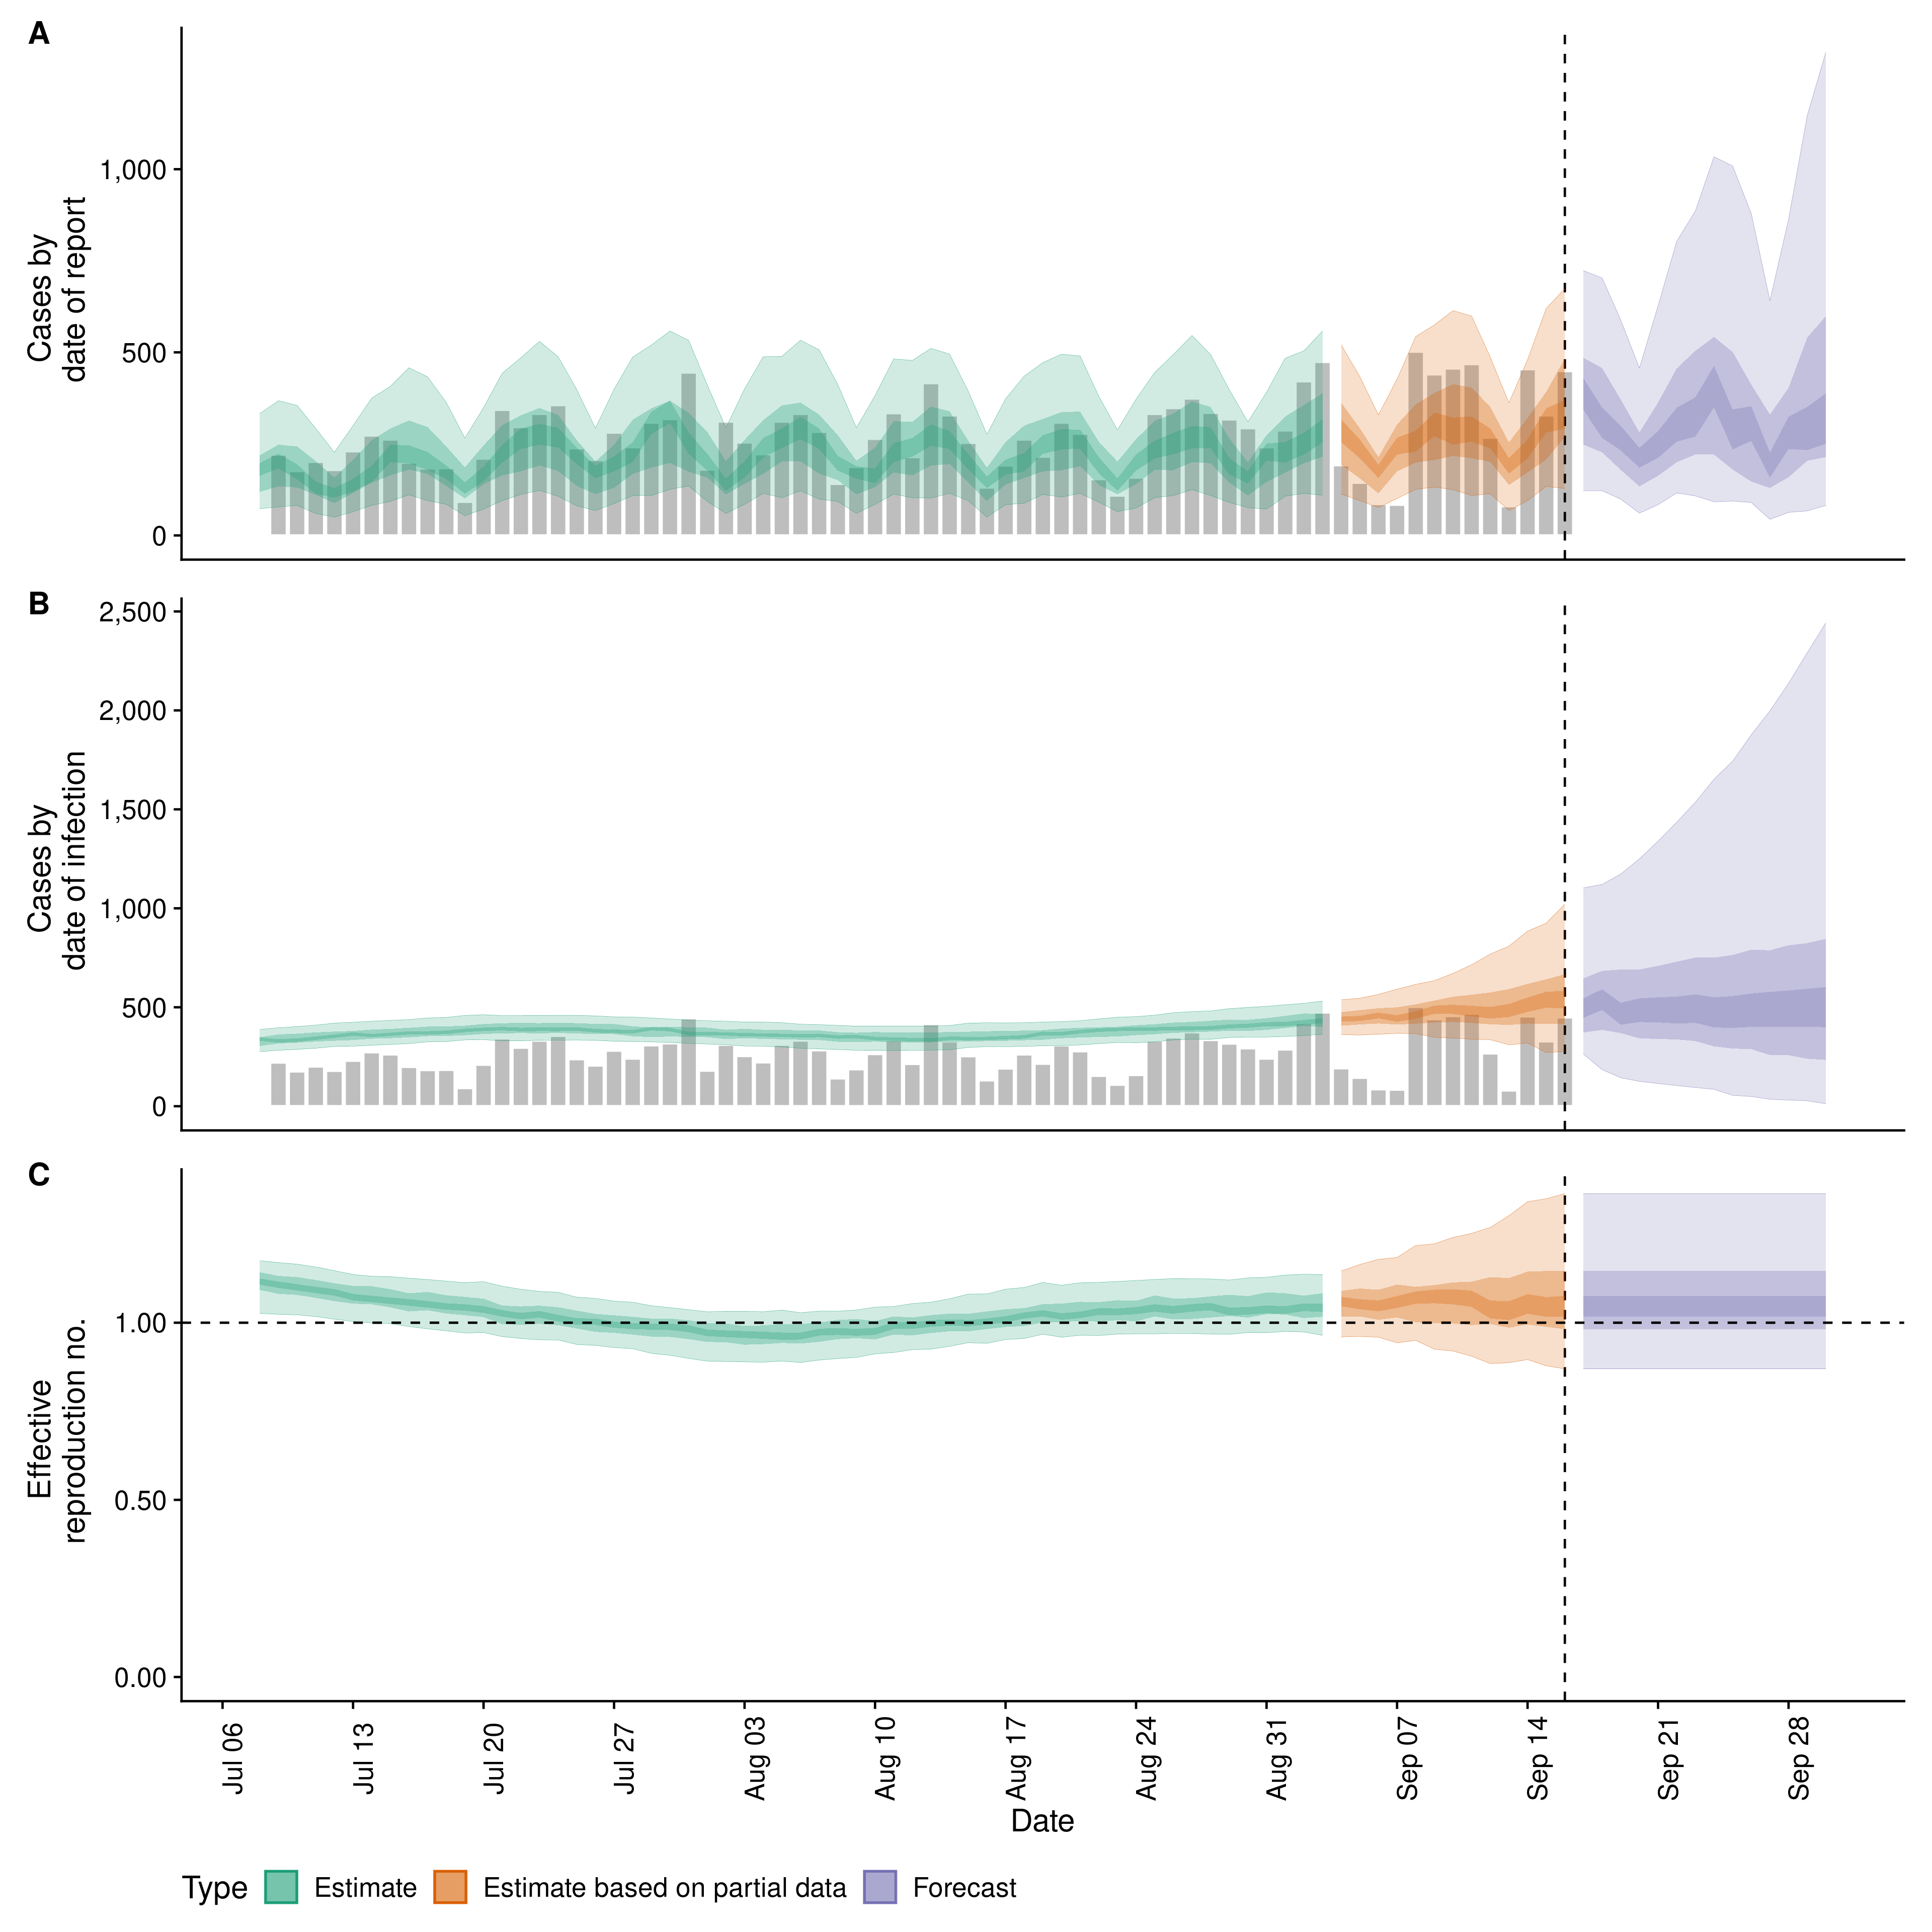 A
Cases by
date of report
1,000
500
0
B
Cases by
date of infection
2,500
2,000
1,500
1,000
500
0
C
Effective
reproduction no.
1.00
0.50
0.00
Jul 06
Jul 13
Jul 20
Jul 27
Aug 03
Aug 10
Aug 17
Aug 24
Aug 31
Sep 07
Sep 14
Sep 21
Sep 28
Date
Type
Estimate
Estimate based on partial data
Forecast